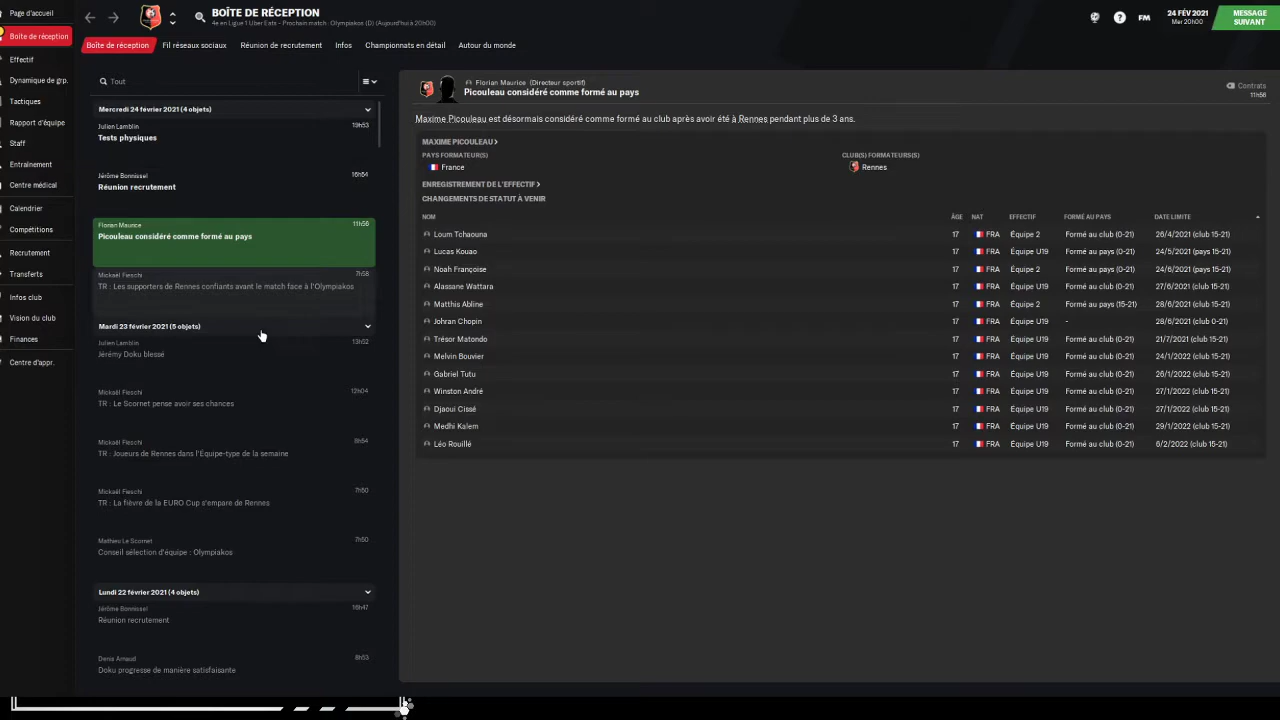 BOÎTE DE RÉCEPTION
4e en Ligue 1 Uber Eats - Prochain match : Olympiakos (D) (Aujourd'hui à 20h00)
FM
24 FÉV 2021
Mer 20h00
MESSAGE
SUIVANT
Page d'accueil
Boîte de réception
Effectif
Dynamique de grp.
Tactiques
Rapport d'équipe
Staff
Entraînement
Centre médical
Calendrier
Compétitions
Recrutement
Transferts
Infos club
Vision du club
Finances
Centre d'appr.
Boîte de réception
Fil réseaux sociaux
Réunion de recrutement
Infos
Championnats en détail
Autour du monde
Tout
Mercredi 24 février 2021 (4 objets)
Julien Lamblin 19h53
Tests physiques
Jérôme Bonnissel 16h54
Réunion recrutement
Florian Maurice 11h56
Picouleau considéré comme formé au pays
Mickaël Fieschi 7h58
TR : Les supporters de Rennes confiants avant le match face à l'Olympiakos
Mardi 23 février 2021 (5 objets)
Julien Lamblin 13h52
Jérémy Doku blessé
Mickaël Fieschi 12h04
TR : Le Scornet pense avoir ses chances
Mickaël Fieschi 8h54
TR : Joueurs de Rennes dans l'Équipe-type de la semaine
Mickaël Fieschi 7h50
TR : La fièvre de la EURO Cup s'empare de Rennes
Mathieu Le Scornet 7h50
Conseil sélection d'équipe : Olympiakos
Lundi 22 février 2021 (4 objets)
Jérôme Bonnissel 16h47
Réunion recrutement
Denis Arnaud 8h53
Doku progresse de manière satisfaisante
Florian Maurice (Directeur sportif)
Picouleau considéré comme formé au pays
Contrats
11h56
Maxime Picouleau est désormais considéré comme formé au club après avoir été à Rennes pendant plus de 3 ans.
MAXIME PICOULEAU
PAYS FORMATEUR(S) CLUB(S) FORMATEURS(S)
France Rennes
ENREGISTREMENT DE L'EFFECTIF
CHANGEMENTS DE STATUT À VENIR
NOM ÂGE NAT EFFECTIF FORMÉ AU PAYS DATE LIMITE
Loum Tchaouna 17 FRA Équipe 2 Formé au club (0-21) 26/4/2021 (club 15-21)
Lucas Kouao 17 FRA Équipe U19 Formé au pays (0-21) 24/5/2021 (pays 15-21)
Noah Françoise 17 FRA Équipe 2 Formé au pays (0-21) 24/6/2021 (pays 15-21)
Alassane Wattara 17 FRA Équipe U19 Formé au club (0-21) 27/6/2021 (club 15-21)
Matthis Abline 17 FRA Équipe 2 Formé au pays (15-21) 28/6/2021 (club 15-21)
Johran Chopin 17 FRA Équipe U19 - 28/6/2021 (club 0-21)
Trésor Matondo 17 FRA Équipe U19 Formé au pays (0-21) 21/7/2021 (club 15-21)
Melvin Bouvier 17 FRA Équipe U19 Formé au club (0-21) 24/1/2022 (club 15-21)
Gabriel Tutu 17 FRA Équipe U19 Formé au club (0-21) 26/1/2022 (club 15-21)
Winston André 17 FRA Équipe U19 Formé au club (0-21) 27/1/2022 (club 15-21)
Djaoui Cissé 17 FRA Équipe U19 Formé au club (0-21) 27/1/2022 (club 15-21)
Medhi Kalem 17 FRA Équipe U19 Formé au club (0-21) 29/1/2022 (club 15-21)
Léo Rouillé 17 FRA Équipe U19 Formé au club (0-21) 6/2/2022 (club 15-21)